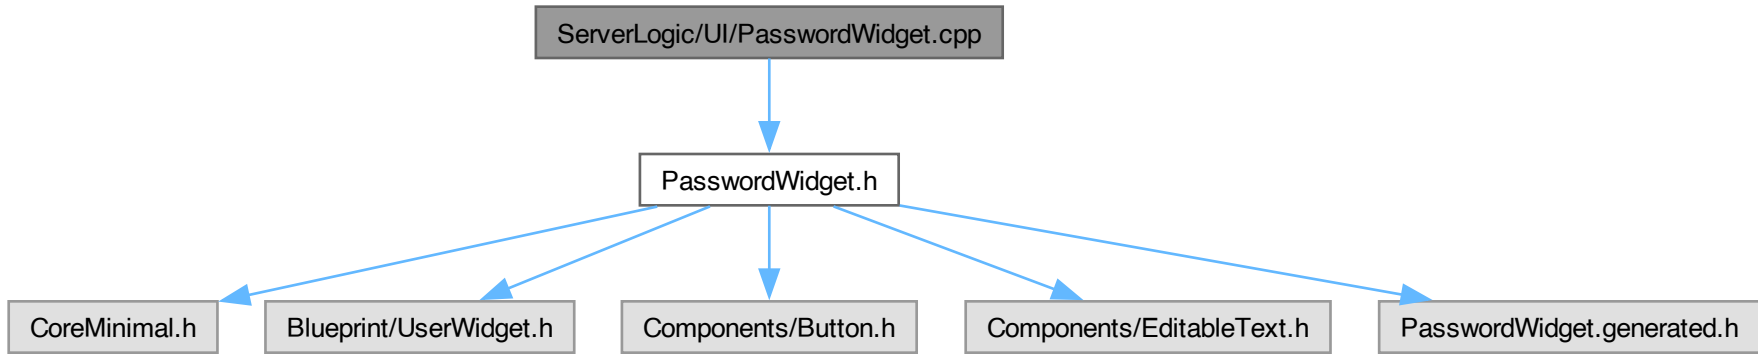 ServerLogic/UI/PasswordWidget.cpp
PasswordWidget.h
CoreMinimal.h
Blueprint/UserWidget.h
Components/Button.h
Components/EditableText.h
PasswordWidget.generated.h